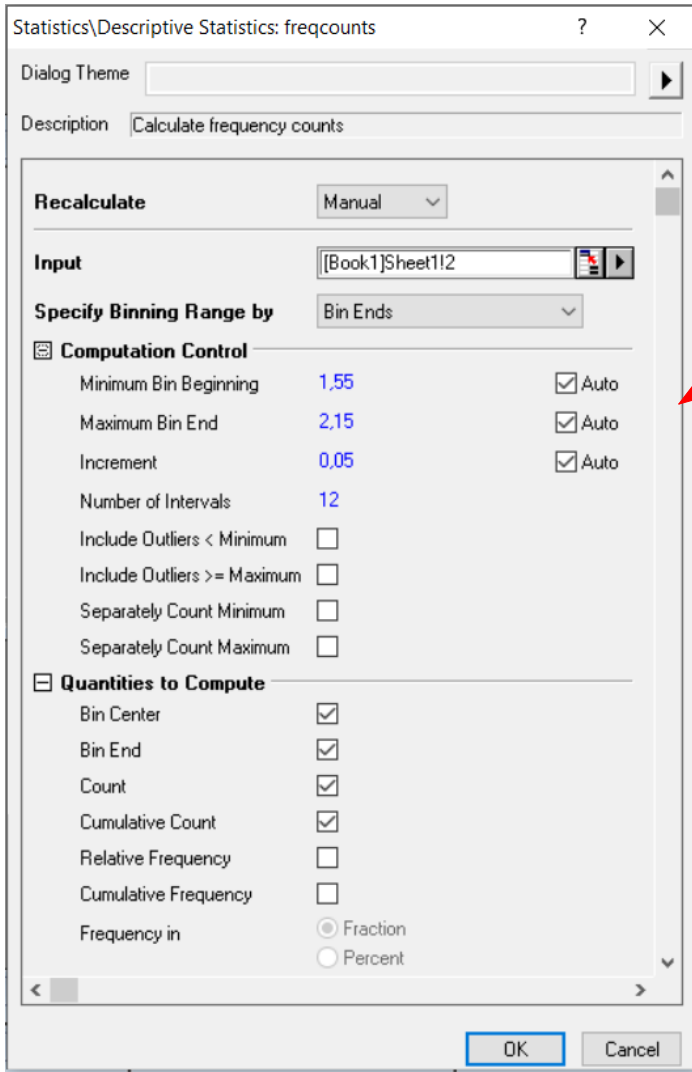 Statistics\Descriptive Statistics: freqcounts ?
Dialog Theme
Description Calculate frequency counts
Recalculate Manual
Input [Book1]Sheet1!2
Specify Binning Range by Bin Ends
Computation Control
Minimum Bin Beginning 1,55 Auto
Maximum Bin End 2,15 Auto
Increment 0,05 Auto
Number of Intervals 12
Include Outliers < Minimum
Include Outliers >= Maximum
Separately Count Minimum
Separately Count Maximum
Quantities to Compute
Bin Center
Bin End
Count
Cumulative Count
Relative Frequency
Cumulative Frequency
Frequency in Fraction
Percent
OK Cancel